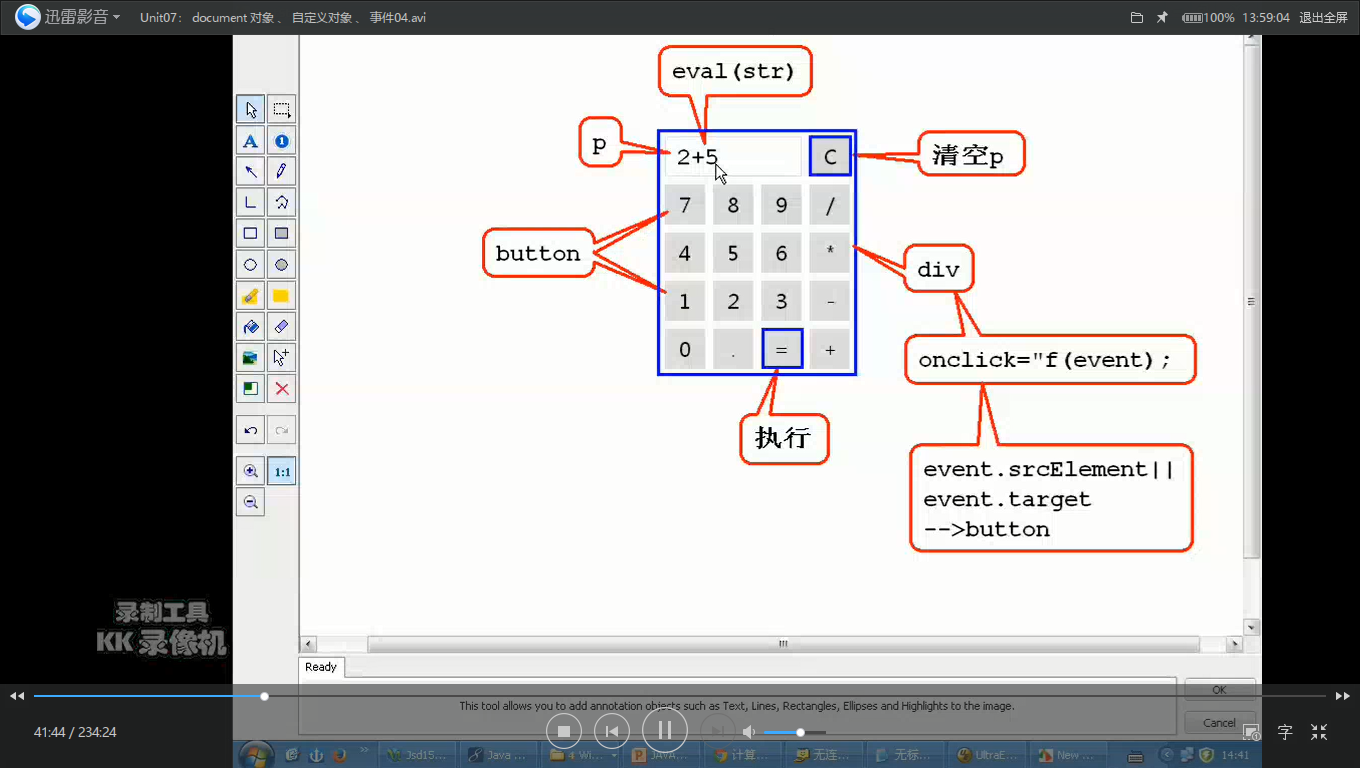 迅雷影音
Unit07: document 对象 、 自定义对象 、 事件04.avi
100%
13:59:04
退出全屏
eval(str)
p
2+5
C
清空p
7 8 9 /
button
4 5 6 *
div
1 2 3 -
0 . = +
onclick="f(event);
执行
event.srcElement||
event.target
-->button
A
1
1:1
录制工具
KK 录像机
Ready
OK
This tool allows you to add annotation objects such as Text, Lines, Rectangles, Ellipses and Highlights to the image.
41:44 / 234:24
Cancel
字
Jsd15...
Java ...
4 Wi...
JAVA...
计算...
无连...
无标...
UltraE...
New ...
14:41